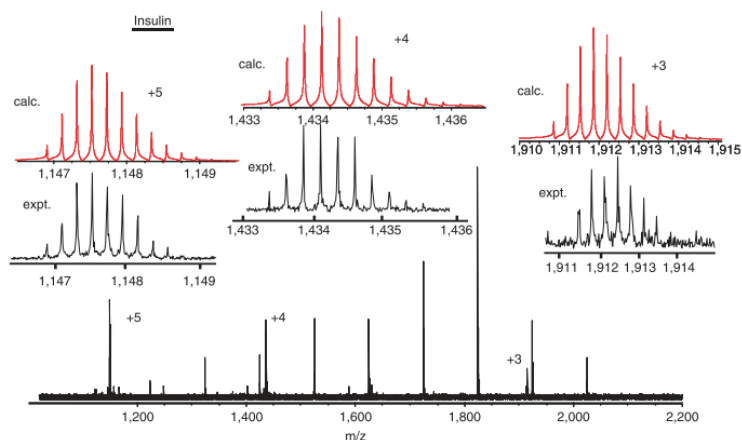 Insulin
calc.
+5
1,147 1,148 1,149
expt.
1,147 1,148 1,149
+4
calc.
1,433 1,434 1,435 1,436
expt.
1,433 1,434 1,435 1,436
+3
calc.
1,910 1,911 1,912 1,913 1,914 1,915
expt.
1,911 1,912 1,913 1,914
+5
+4
+3
1,200 1,400 1,600 1,800 2,000 2,200
m/z